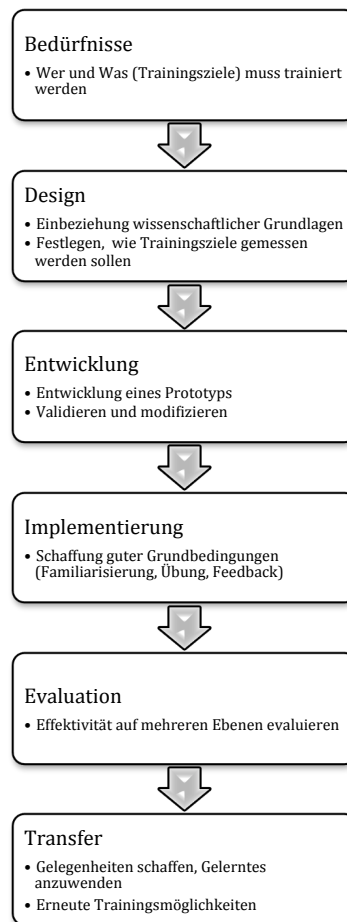 Bedürfnisse
• Wer und Was (Trainingsziele) muss trainiert
werden
Design
• Einbeziehung wissenschaftlicher Grundlagen
• Festlegen, wie Trainingsziele gemessen
werden sollen
Entwicklung
• Entwicklung eines Prototyps
• Validieren und modifizieren
Implementierung
• Schaffung guter Grundbedingungen
(Familiarisierung, Übung, Feedback)
Evaluation
• Effektivität auf mehreren Ebenen evaluieren
Transfer
• Gelegenheiten schaffen, Gelerntes
anzuwenden
• Erneute Trainingsmöglichkeiten